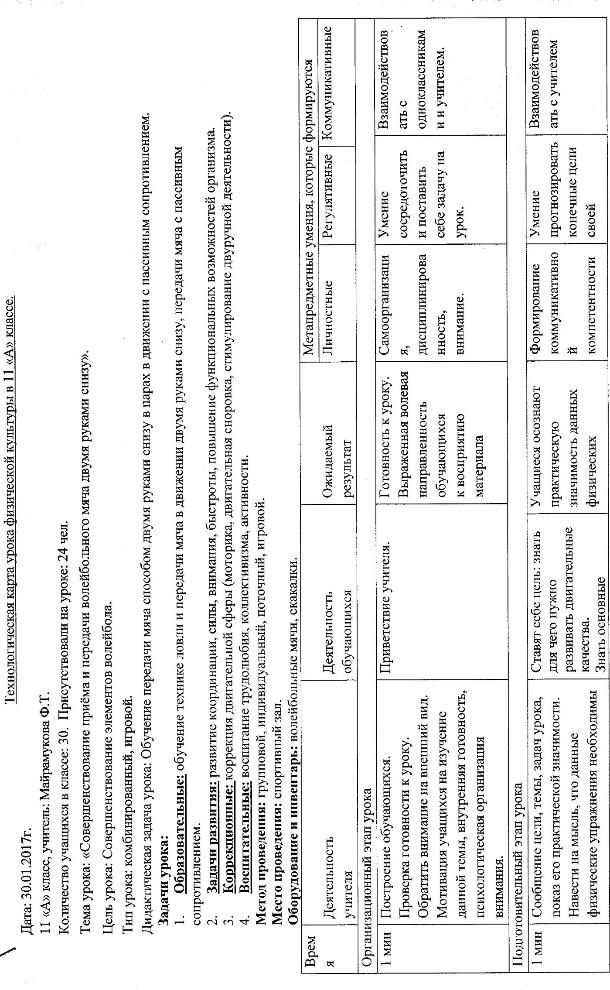 Технологическая карта урока физической культуры в 11 «А» классе.
Дата: 30.01.2017г.
11 «А» класс, учитель: Майрамукова Ф.Т.
Количество учащихся в классе: 30. Присутствовали на уроке: 24 чел.
Тема урока: «Совершенствование приёма и передачи волейбольного мяча двумя руками снизу».
Цель урока: Совершенствование элементов волейбола.
Тип урока: комбинированный, игровой.
Дидактическая задача урока: Обучение передачи мяча способом двумя руками снизу в парах в движении с пассивным сопротивлением.
Задачи урока:
1. Образовательные: обучение технике ловли и передачи мяча в движении двумя руками снизу, передачи мяча с пассивным
сопротивлением.
2. Задачи развития: развитие координации, силы, внимания, быстроты, повышение функциональных возможностей организма.
3. Коррекционные: коррекция двигательной сферы (моторика, двигательная сноровка, стимулирование двуручной деятельности).
4. Воспитательные: воспитание трудолюбия, коллективизма, активности.
Метод проведения: групповой, индивидуальный, поточный, игровой.
Место проведения: спортивный зал.
Оборудование и инвентарь: волейбольные мячи, скакалки.
Врем
я
Деятельность
учителя
Деятельность
обучающихся
Ожидаемый
результат
Метапредметные умения, которые формируются
Личностные
Регулятивные
Коммуникативные
Организационный этап урока
1 мин
Построение обучающихся.
Проверка готовности к уроку.
Обратить внимание на внешний вид.
Мотивация учащихся на изучение
данной темы, внутренняя готовность,
психологическая организация
внимания.
Приветствие учителя.
Готовность к уроку.
Выраженная волевая
направленность
обучающихся
к восприятию
материала
Самоорганизаци
я,
дисциплинирова
нность,
внимание.
Умение
сосредоточить
и поставить
себе задачу на
урок.
Взаимодействов
ать с
одноклассникам
и и учителем.
Подготовительный этап урока
1 мин
Сообщение цели, темы, задач урока,
показ его практической значимости.
Навести на мысль, что данные
физические упражнения необходимы
Ставят себе цель: знать
для чего нужно
развивать двигательные
качества.
Знать основные
Учащиеся осознают
практическую
значимость данных
физических
Формирование
коммуникативно
й
компетентности
Умение
прогнозировать
конечные цели
своей
Взаимодействов
ать с учителем